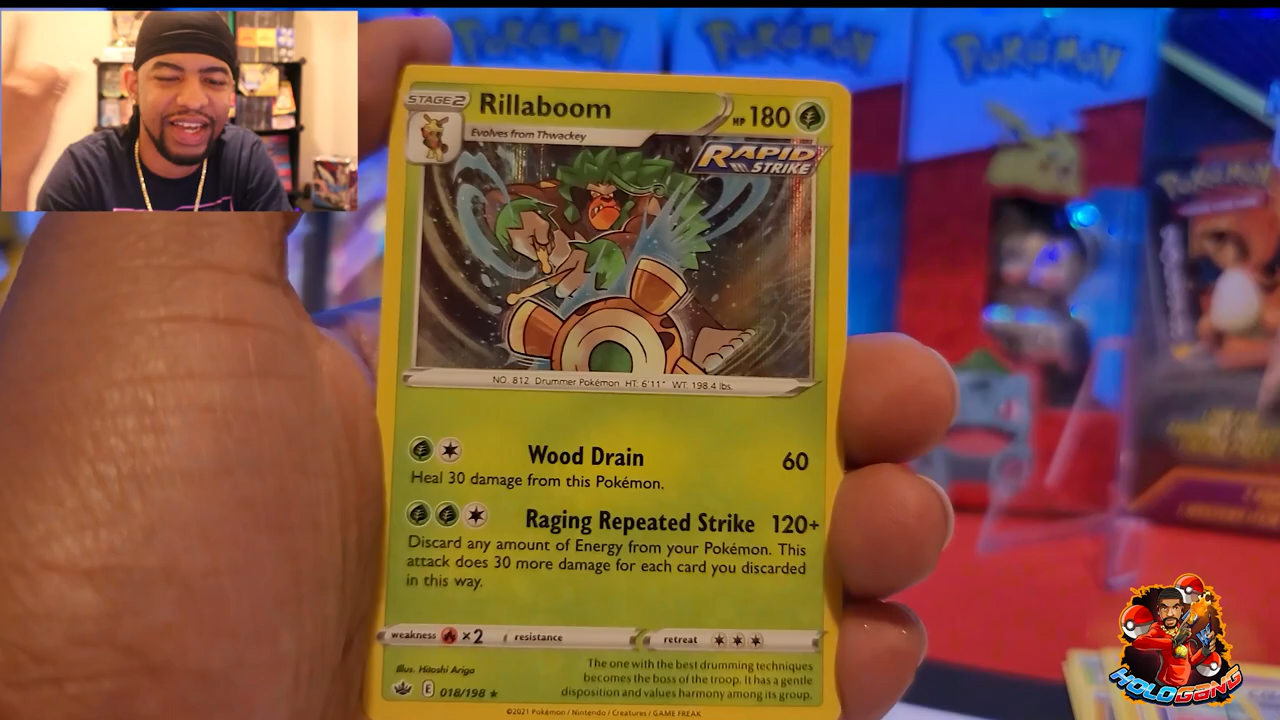 POKÉMON POKÉMON POKÉMON
STAGE 2 Rillaboom HP 180
Evolves from Thwackey
RAPID
STRIKE
NO. 812 Drummer Pokémon HT: 6'11" WT: 198.4 lbs.
Wood Drain 60
Heal 30 damage from this Pokémon.
Raging Repeated Strike 120+
Discard any amount of Energy from your Pokémon. This
attack does 30 more damage for each card you discarded
in this way.
weakness ×2 resistance retreat
Illus. Hitoshi Ariga
E 018/198 ★
The one with the best drumming techniques
becomes the boss of the troop. It has a gentle
disposition and values harmony among its group.
©2021 Pokémon / Nintendo / Creatures / GAME FREAK
POKÉMON
HOLOGANG